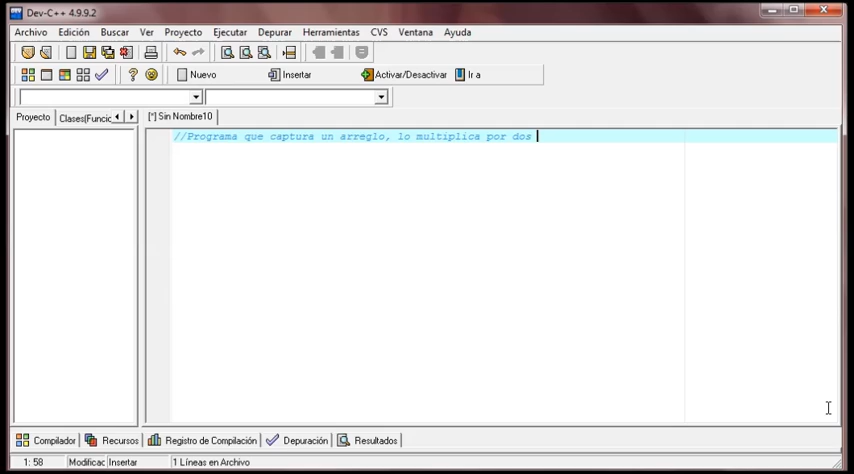 Dev-C++ 4.9.9.2
Archivo Edición Buscar Ver Proyecto Ejecutar Depurar Herramientas CVS Ventana Ayuda
Nuevo Insertar Activar/Desactivar Ir a
Proyecto Clases(Funcio [*] Sin Nombre10
//Programa que captura un arreglo, lo multiplica por dos
Compilador Recursos Registro de Compilación Depuración Resultados
1: 58 Modificac Insertar 1 Líneas en Archivo